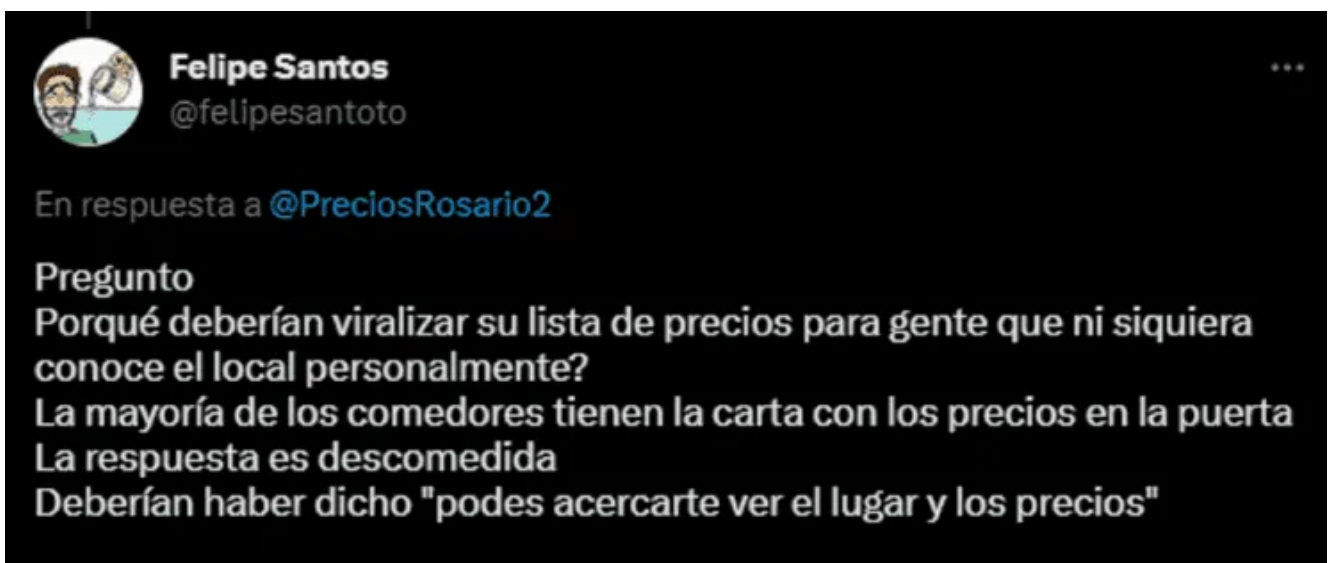 Felipe Santos
@felipesantoto
En respuesta a @PreciosRosario2
Pregunto
Porqué deberían viralizar su lista de precios para gente que ni siquiera
conoce el local personalmente?
La mayoría de los comedores tienen la carta con los precios en la puerta
La respuesta es descomedida
Deberían haber dicho "podes acercarte ver el lugar y los precios"